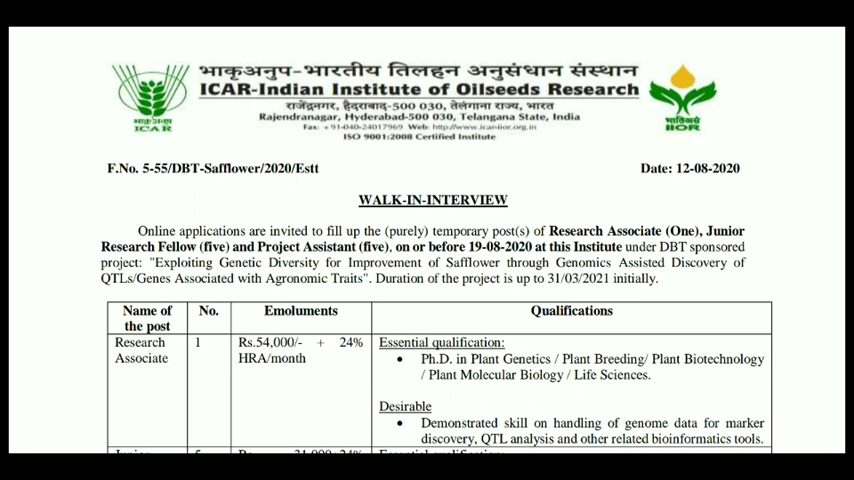 भाकृअनुप-भारतीय तिलहन अनुसंधान संस्थान
ICAR-Indian Institute of Oilseeds Research
राजेंद्रनगर, हैदराबाद-500 030, तेलंगाना राज्य, भारत
Rajendranagar, Hyderabad-500 030, Telangana State, India
Fax: +91-040-24017969 Web: http://www.icar-iior.org.in
ISO 9001:2008 Certified Institute
भाकृअनुप
ICAR
भातिअसं
IIOR
F.No. 5-55/DBT-Safflower/2020/Estt Date: 12-08-2020
WALK-IN-INTERVIEW
Online applications are invited to fill up the (purely) temporary post(s) of Research Associate (One), Junior
Research Fellow (five) and Project Assistant (five), on or before 19-08-2020 at this Institute under DBT sponsored
project: "Exploiting Genetic Diversity for Improvement of Safflower through Genomics Assisted Discovery of
QTLs/Genes Associated with Agronomic Traits". Duration of the project is up to 31/03/2021 initially.
Name of the post No. Emoluments Qualifications
Research Associate 1 Rs.54,000/- + 24% HRA/month
Essential qualification:
• Ph.D. in Plant Genetics / Plant Breeding/ Plant Biotechnology
/ Plant Molecular Biology / Life Sciences.
Desirable
• Demonstrated skill on handling of genome data for marker
discovery, QTL analysis and other related bioinformatics tools.